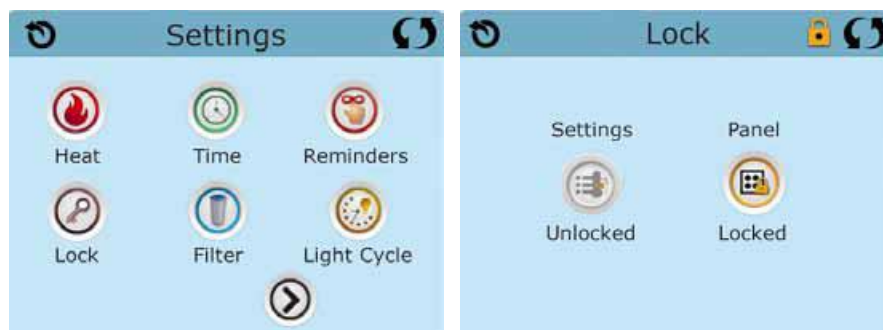 Settings
Heat Time Reminders
Lock Filter Light Cycle
Lock
Settings Panel
Unlocked Locked